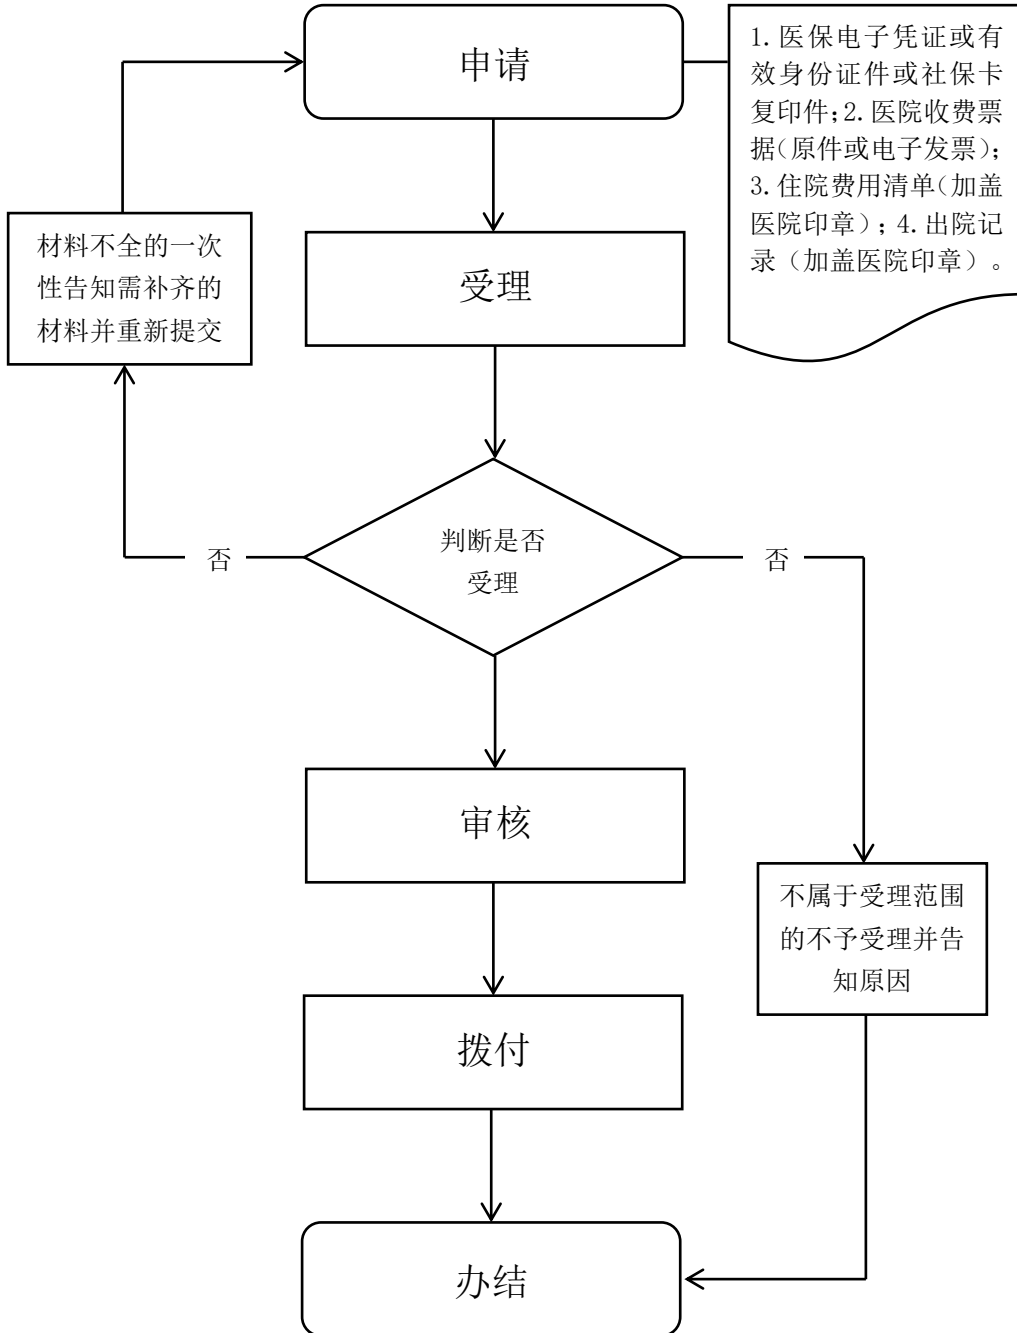 申请
1.医保电子凭证或有
效身份证件或社保卡
复印件;2.医院收费票
据(原件或电子发票);
3.住院费用清单(加盖
医院印章);4.出院记
录（加盖医院印章）。
材料不全的一次
性告知需补齐的
材料并重新提交
受理
判断是否
受理
否
否
审核
不属于受理范围
的不予受理并告
知原因
拨付
办结